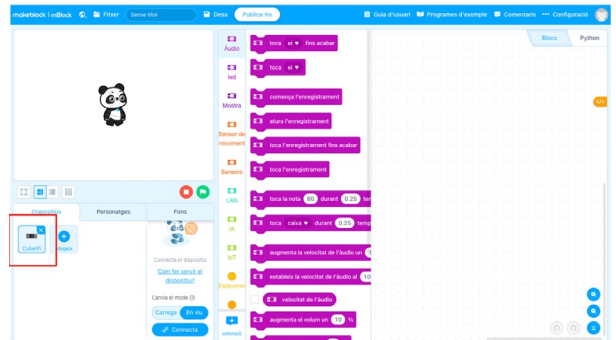 makeblock | mBlock Fitxer Sense títol Desa Publica-ho Guia d'usuari Programes d'exemple Comentaris Configuració
Blocs Python
Àudio
led
Mostra
Sensor de moviment
Sensors
LAN
IA
IoT
toca ei fins acabar
toca ei
comença l'enregistrament
atura l'enregistrament
toca l'enregistrament fins acabar
toca l'enregistrament
toca la nota 60 durant 0.25
toca caixa durant 0.25 temp
augmenta la velocitat de l'àudio un
estableix la velocitat de l'àudio al
velocitat de l'àudio
augmenta el volum un 10 %
Dispositius Personatges Fons
CyberPi
afegeix
Connecta el dispositiu
Com fer servir el dispositiu?
Canvia el mode
Carrega En viu
Connecta